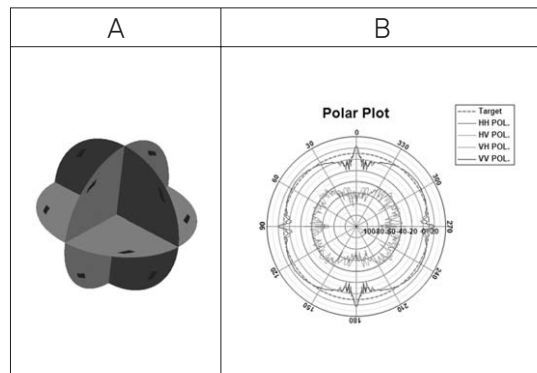 A
B
Polar Plot
Target
HH POL.
HV POL.
VH POL.
VV POL.
0
30
330
60
300
90
270
120
240
150
210
180